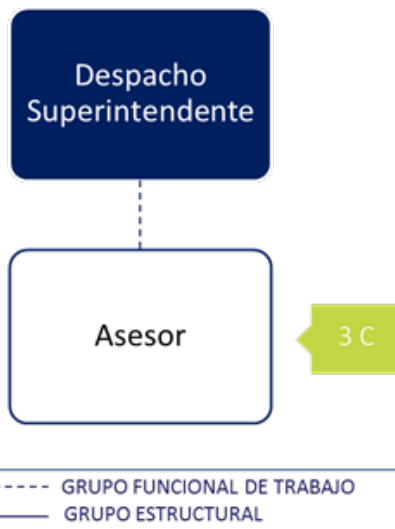 Despacho
Superintendente
Asesor
3 C
GRUPO FUNCIONAL DE TRABAJO
GRUPO ESTRUCTURAL